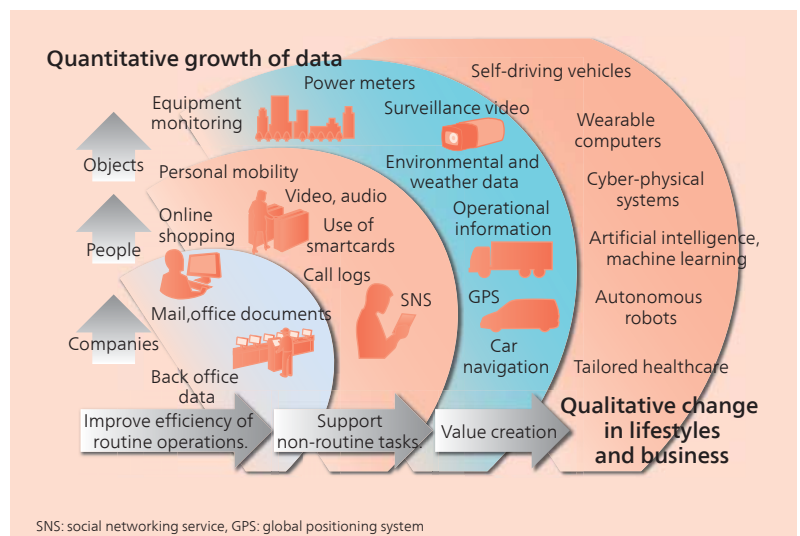 Quantitative growth of data
Power meters
Self-driving vehicles
Equipment
monitoring
Surveillance video
Wearable
computers
Objects
Personal mobility
Environmental and
weather data
Cyber-physical
systems
Video, audio
People
Online
shopping
Use of
smartcards
Operational
information
Artificial intelligence,
machine learning
Call logs
SNS
GPS
Autonomous
robots
Mail,office documents
Companies
Car
navigation
Tailored healthcare
Back office
data
Improve efficiency of
routine operations.
Support
non-routine tasks.
Value creation
Qualitative change
in lifestyles
and business
SNS: social networking service, GPS: global positioning system